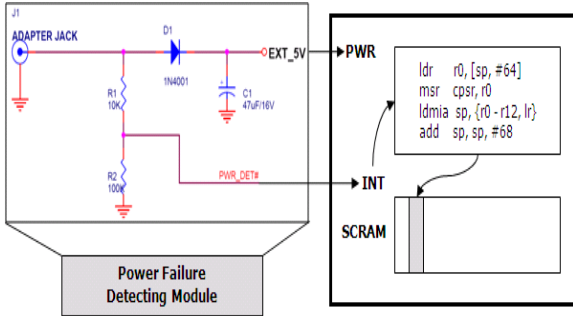 J1
ADAPTER JACK
D1
1N4001
EXT_5V
R1
10K
C1
47uF/16V
R2
100K
PWR_DET#
Power Failure
Detecting Module
PWR
ldr r0, [sp, #64]
msr cpsr, r0
ldmia sp, {r0 - r12, lr}
add sp, sp, #68
INT
SCRAM